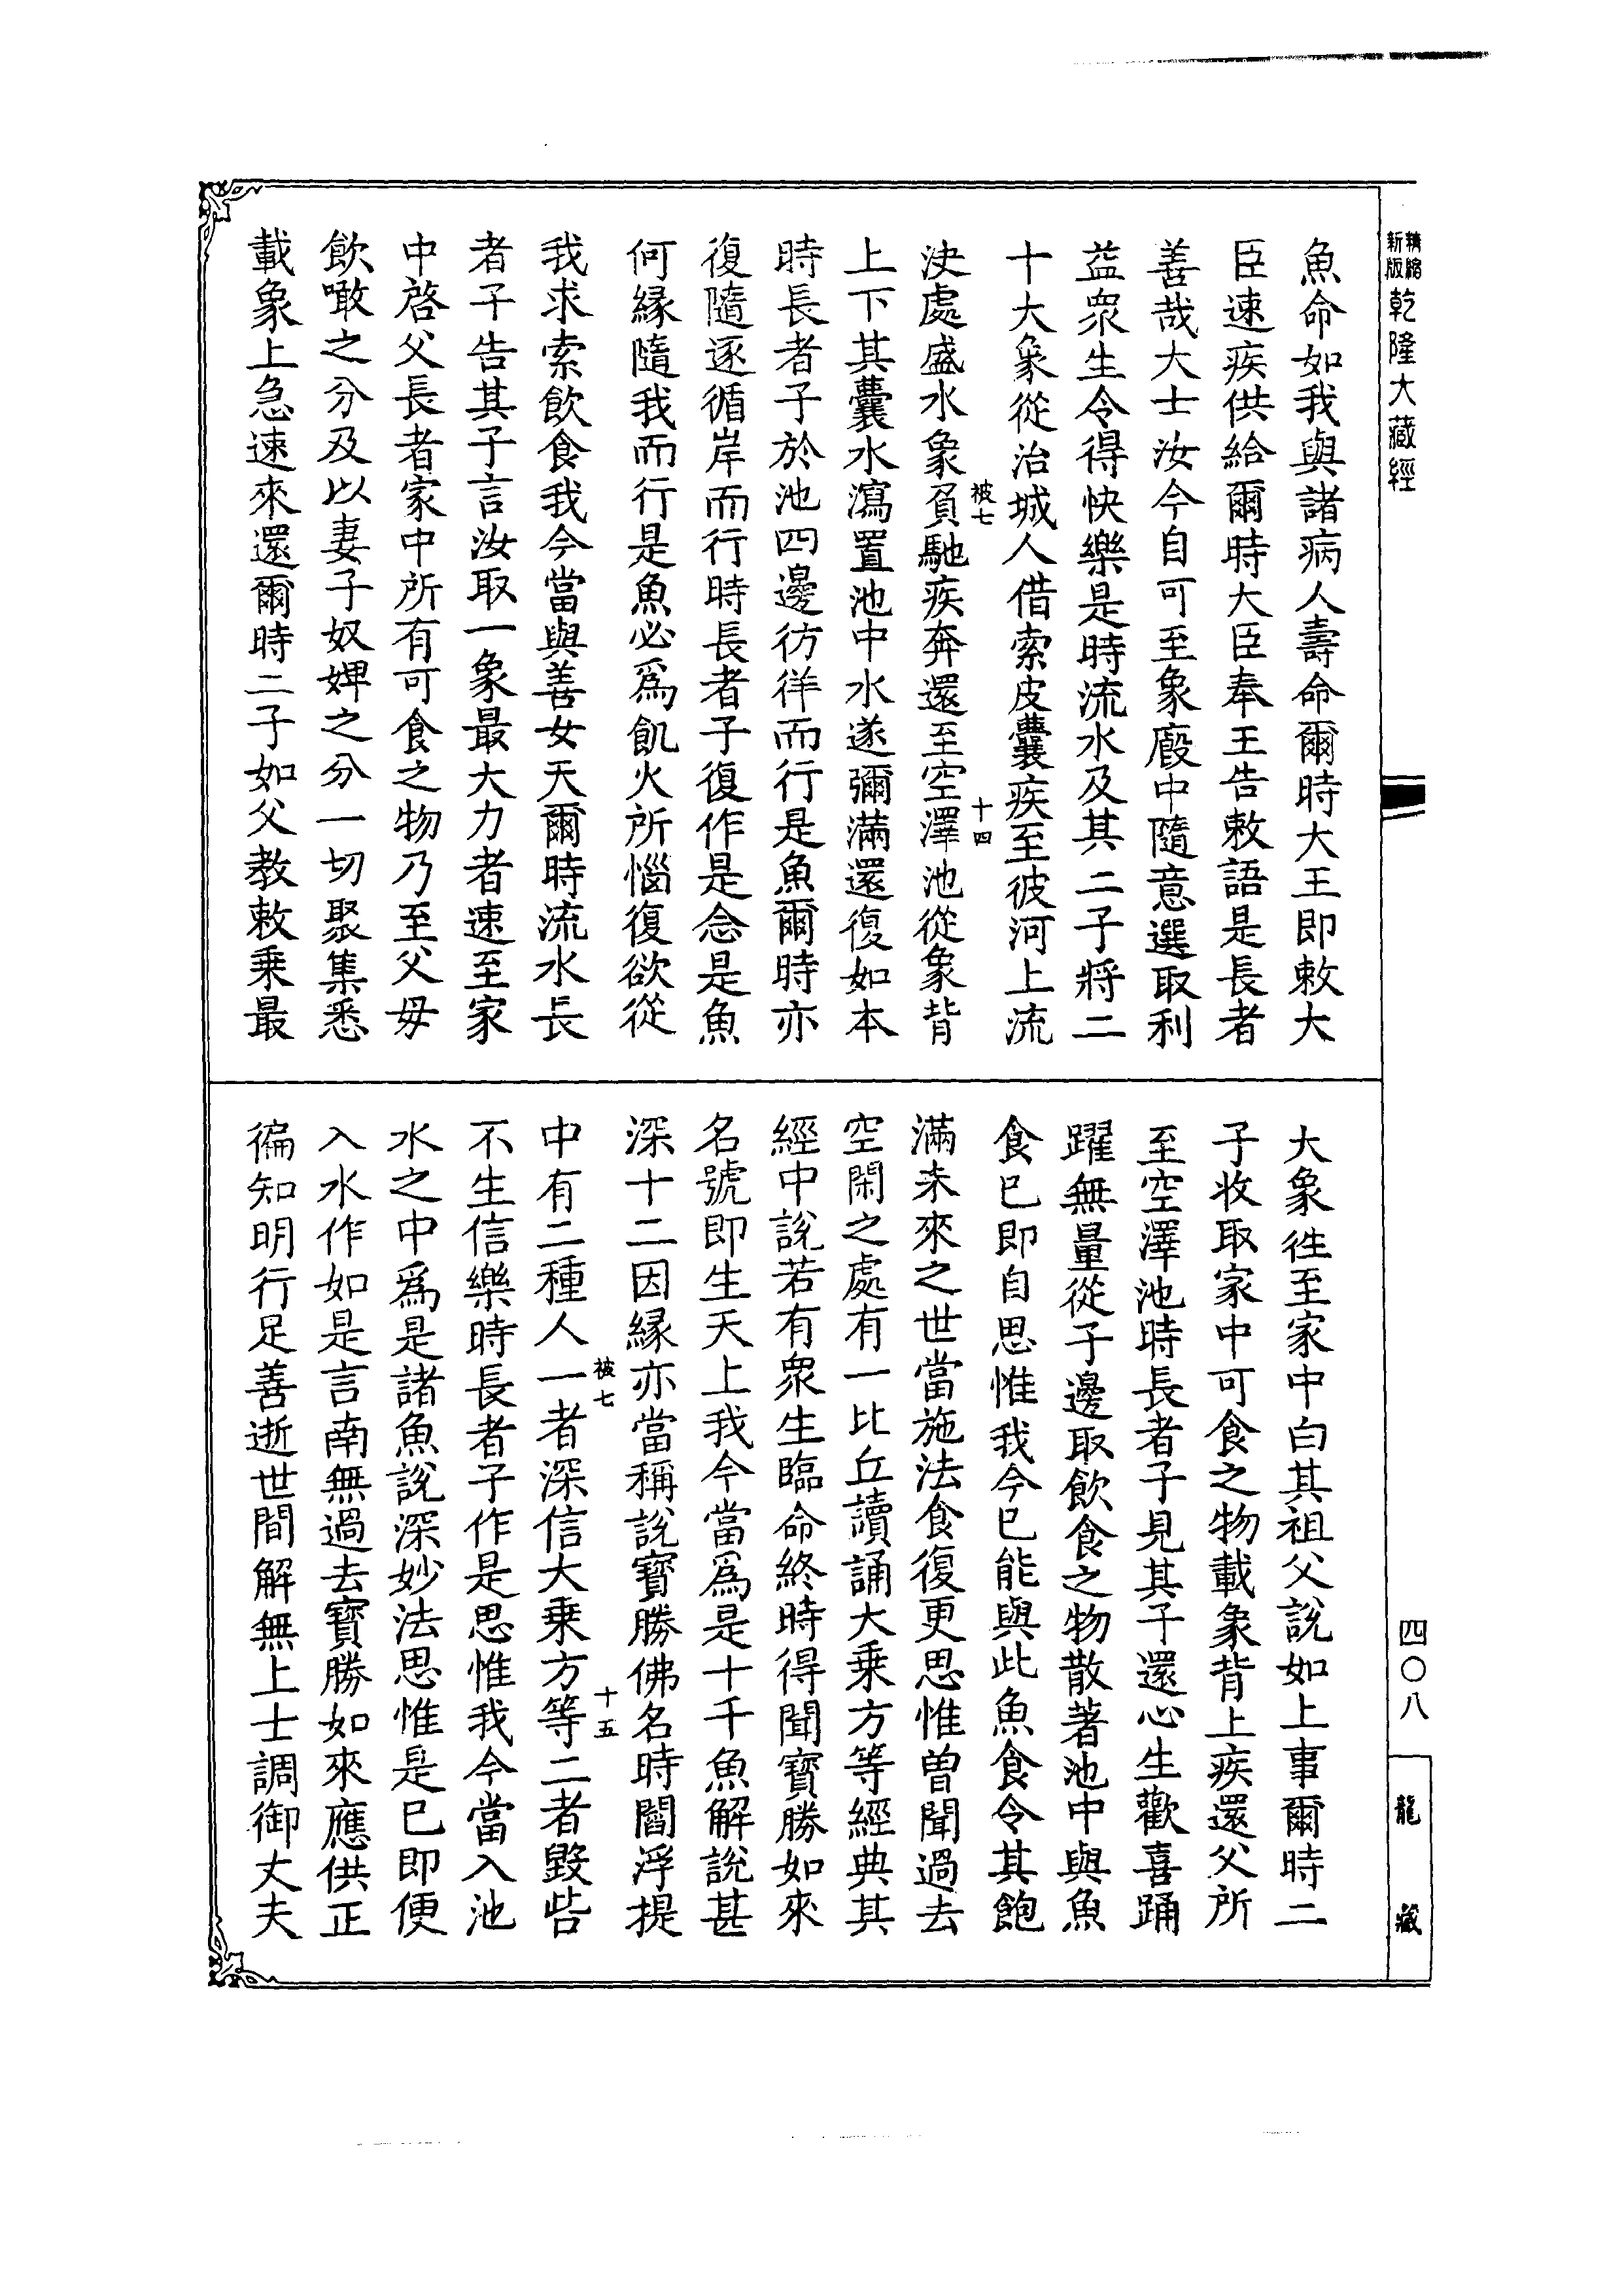 精縮
新版
乾隆大藏經
魚命如我與諸病人壽命爾時大王即敕大
臣速疾供給爾時大臣奉王告敕語是長者
善哉大士汝今自可至象廏中隨意選取利
益眾生令得快樂是時流水及其二子將二
十大象從治城人借索皮囊疾至彼河上流
決處盛水象負馳疾奔還至空澤池從象背
被七
十四
上下其囊水瀉置池中水遂彌滿還復如本
時長者子於池四邊彷徉而行是魚爾時亦
復隨逐循岸而行時長者子復作是念是魚
何緣隨我而行是魚必為飢火所惱復欲從
我求索飲食我今當與善女天爾時流水長
者子告其子言汝取一象最大力者速至家
中啓父長者家中所有可食之物乃至父母
飲噉之分及以妻子奴婢之分一切聚集悉
載象上急速來還爾時二子如父教敕乘最
大象往至家中白其祖父說如上事爾時二
子收取家中可食之物載象背上疾還父所
至空澤池時長者子見其子還心生歡喜踊
躍無量從子邊取飲食之物散著池中與魚
食已即自思惟我今已能與此魚食令其飽
滿未來之世當施法食復更思惟曾聞過去
空閑之處有一比丘讀誦大乘方等經典其
經中說若有眾生臨命終時得聞寶勝如來
名號即生天上我今當為是十千魚解說甚
深十二因緣亦當稱說寶勝佛名時閻浮提
被七
十五
中有二種人一者深信大乘方等二者毀呰
不生信樂時長者子作是思惟我今當入池
水之中為是諸魚說深妙法思惟是已即便
入水作如是言南無過去寶勝如來應供正
徧知明行足善逝世間解無上士調御丈夫
四〇八
龍藏